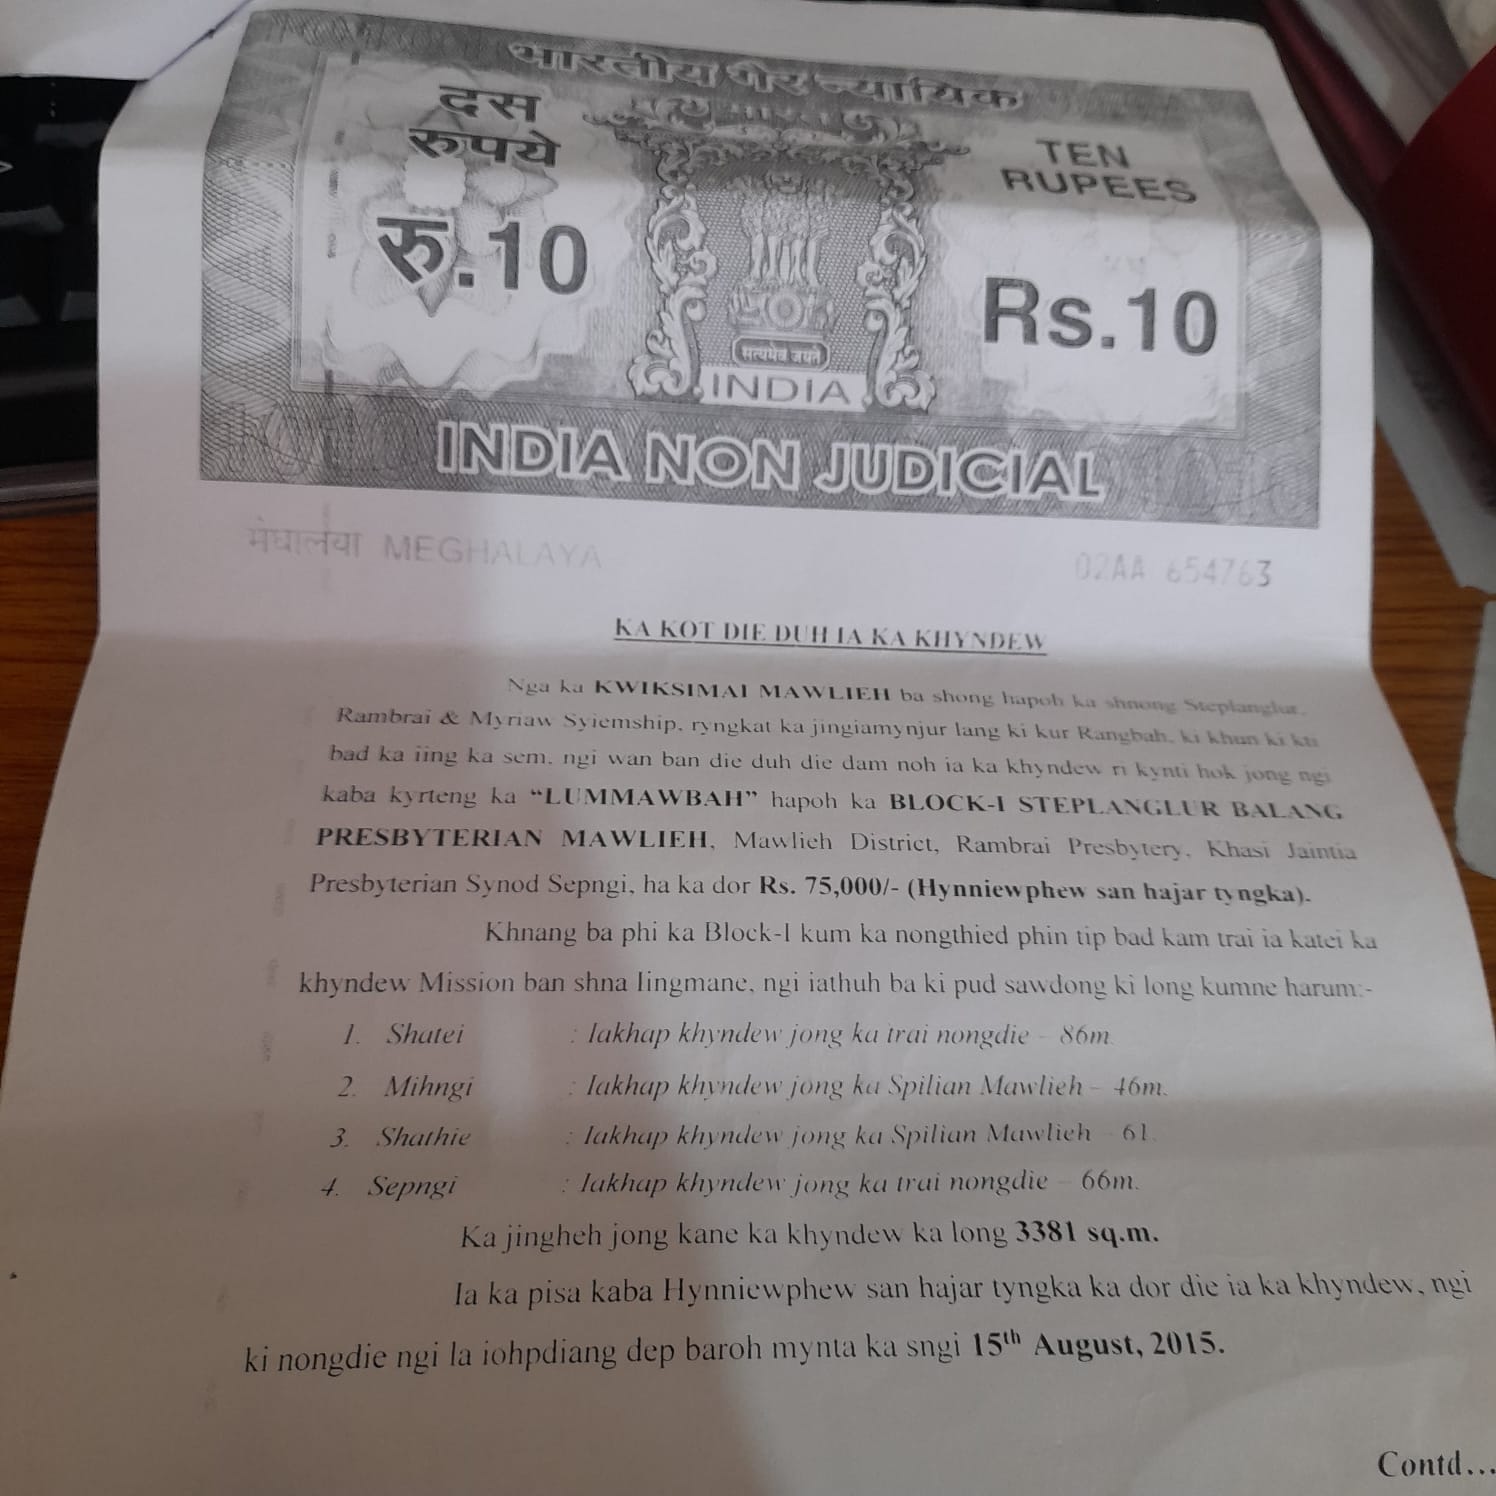 भारतीय गैर न्यायिक
दस
रुपये
रु.10
TEN
RUPEES
Rs.10
सत्यमेव जयते
INDIA
INDIA NON JUDICIAL
मेघालया MEGHALAYA
02AA 654763
KA KOT DIE DUH IA KA KHYNDEW
Nga ka KWIKSIMAI MAWLIEH ba shong hapoh ka shnong Steplanglur,
Rambrai & Myriaw Syiemship, ryngkat ka jingiamynjur lang ki kur Rangbah, ki khun ki kti
bad ka iing ka sem, ngi wan ban die duh die dam noh ia ka khyndew ri kynti hok jong ngi
kaba kyrteng ka “LUMMAWBAH” hapoh ka BLOCK-I STEPLANGLUR BALANG
PRESBYTERIAN MAWLIEH, Mawlieh District, Rambrai Presbytery, Khasi Jaintia
Presbyterian Synod Sepngi, ha ka dor Rs. 75,000/- (Hynniewphew san hajar tyngka).
Khnang ba phi ka Block-I kum ka nongthied phin tip bad kam trai ia katei ka
khyndew Mission ban shna Iingmane, ngi iathuh ba ki pud sawdong ki long kumne harum:-
1. Shatei : Iakhap khyndew jong ka trai nongdie – 86m.
2. Mihngi : Iakhap khyndew jong ka Spilian Mawlieh – 46m.
3. Shathie : Iakhap khyndew jong ka Spilian Mawlieh – 61.
4. Sepngi : Iakhap khyndew jong ka trai nongdie – 66m.
Ka jingheh jong kane ka khyndew ka long 3381 sq.m.
Ia ka pisa kaba Hynniewphew san hajar tyngka ka dor die ia ka khyndew, ngi
ki nongdie ngi la iohpdiang dep baroh mynta ka sngi 15th August, 2015.
Contd...